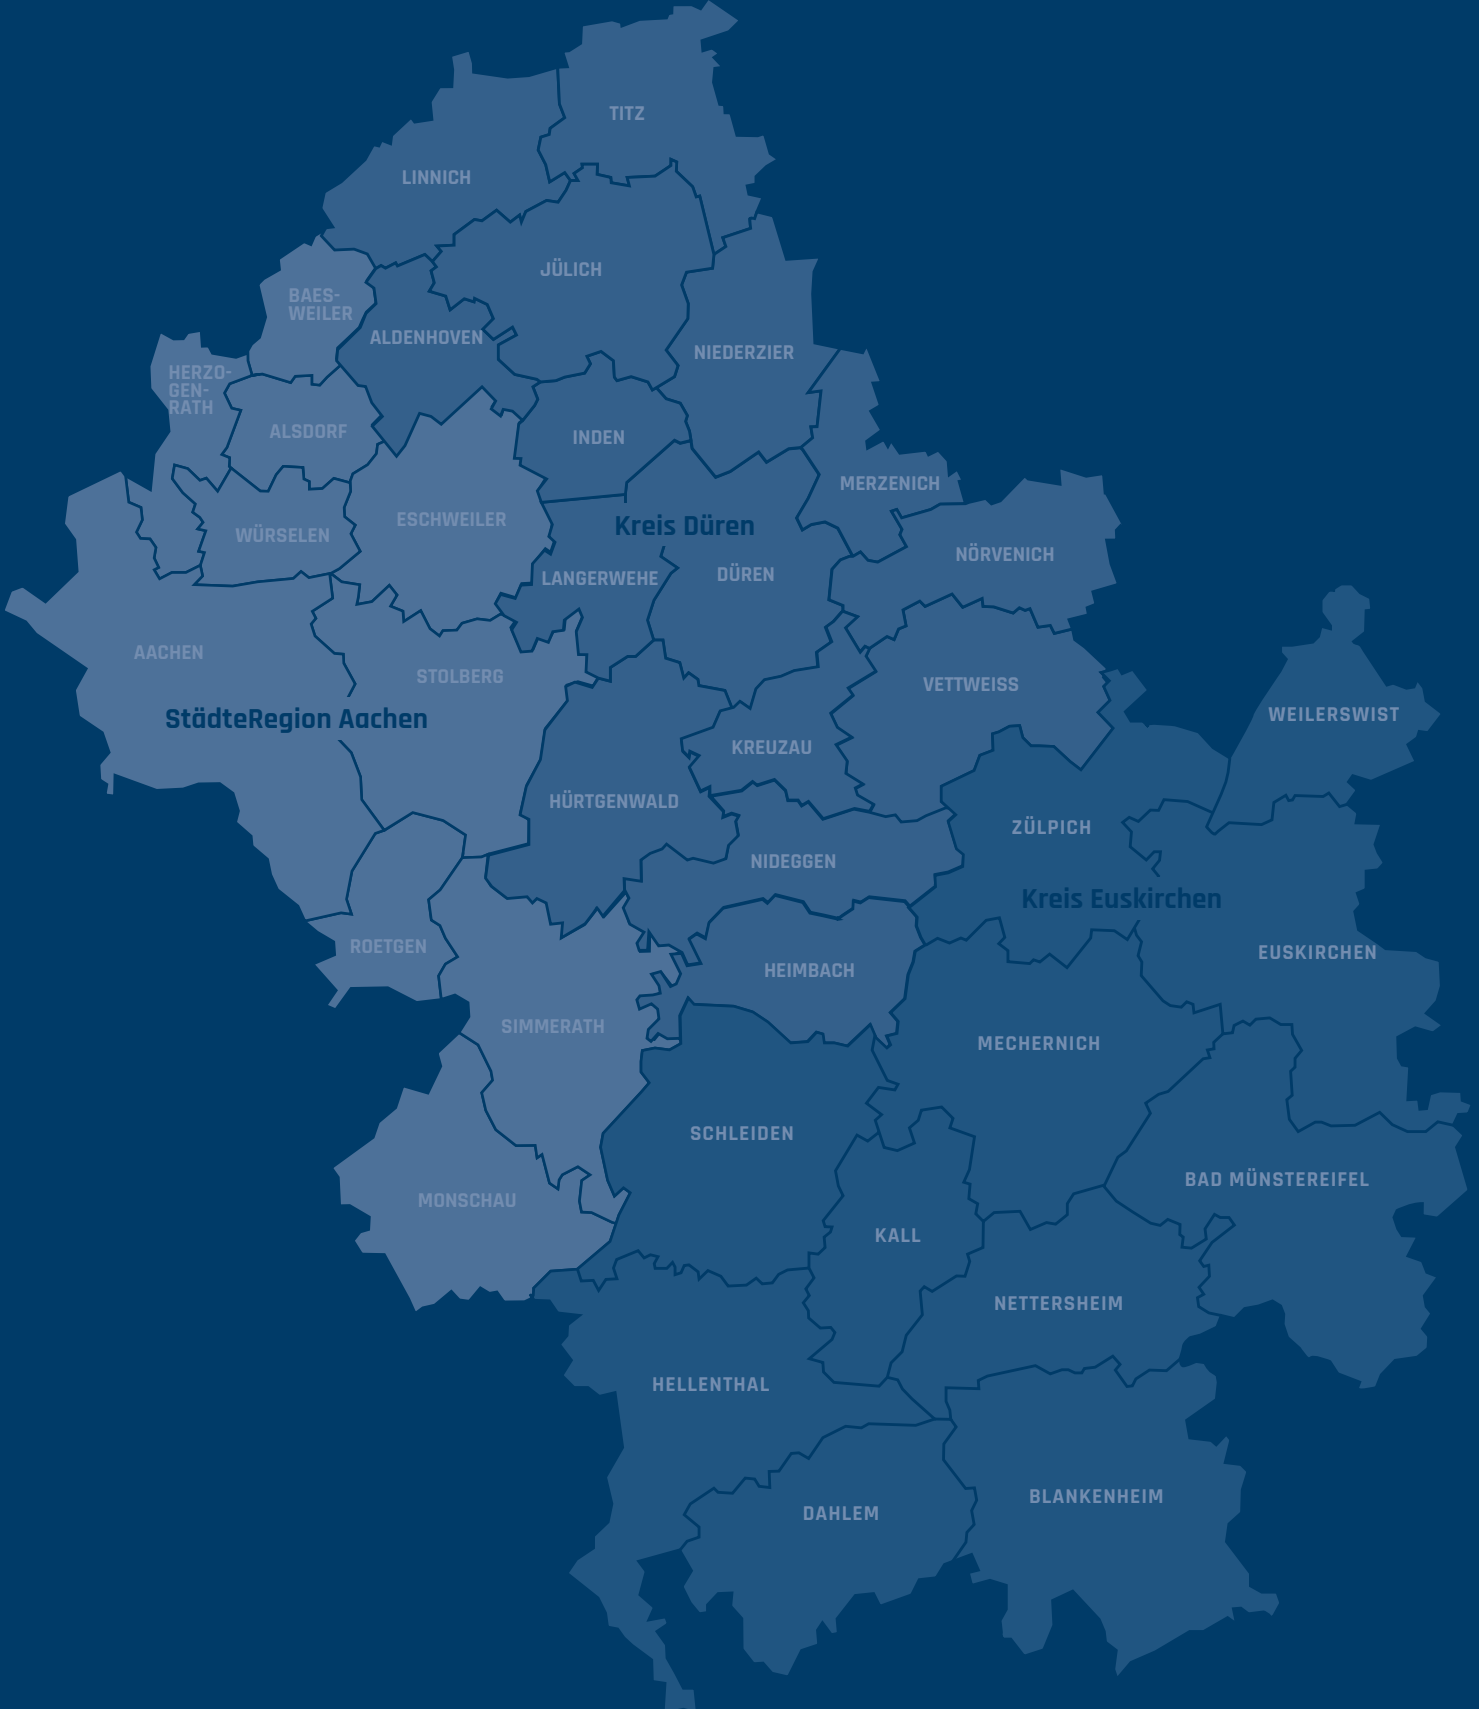 TITZ
LINNICH
JÜLICH
BAES-
WEILER
ALDENHOVEN
NIEDERZIER
HERZO-
GEN-
RATH
ALSDORF
INDEN
MERZENICH
ESCHWEILER
Kreis Düren
WÜRSELEN
NÖRVENICH
LANGERWEHE
DÜREN
AACHEN
STOLBERG
VETTWEISS
StädteRegion Aachen
WEILERSWIST
KREUZAU
HÜRTGENWALD
ZÜLPICH
NIDEGGEN
Kreis Euskirchen
ROETGEN
EUSKIRCHEN
HEIMBACH
SIMMERATH
MECHERNICH
SCHLEIDEN
BAD MÜNSTEREIFEL
MONSCHAU
KALL
NETTERSHEIM
HELLENTHAL
BLANKENHEIM
DAHLEM